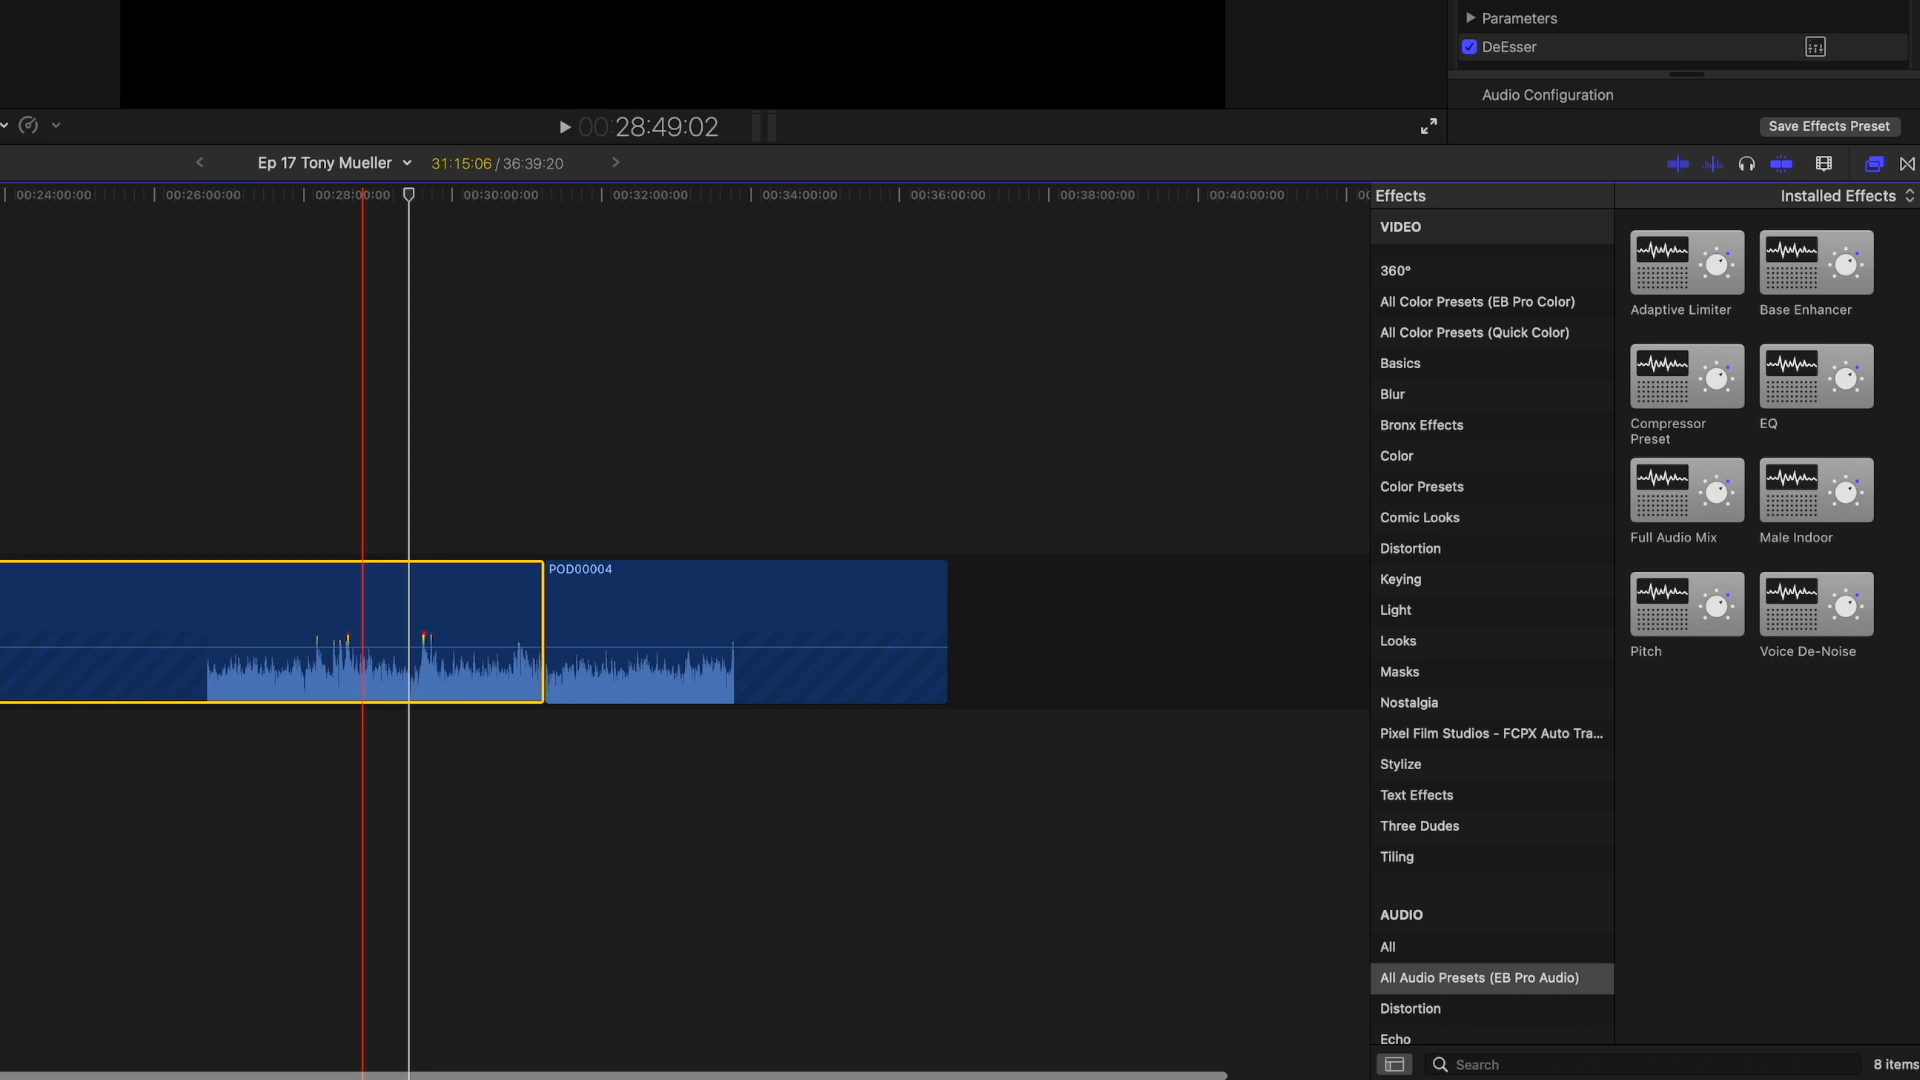 Parameters
DeEsser
Audio Configuration
00:28:49:02
Save Effects Preset
Ep 17 Tony Mueller
31:15:06 / 36:39:20
00:24:00:00
00:26:00:00
00:28:00:00
00:30:00:00
00:32:00:00
00:34:00:00
00:36:00:00
00:38:00:00
00:40:00:00
Effects
Installed Effects
VIDEO
360°
All Color Presets (EB Pro Color)
All Color Presets (Quick Color)
Basics
Blur
Bronx Effects
Color
Color Presets
Comic Looks
Distortion
Keying
Light
Looks
Masks
Nostalgia
Pixel Film Studios - FCPX Auto Tra...
Stylize
Text Effects
Three Dudes
Tiling
AUDIO
All
All Audio Presets (EB Pro Audio)
Distortion
Echo
Adaptive Limiter
Base Enhancer
Compressor
Preset
EQ
Full Audio Mix
Male Indoor
Pitch
Voice De-Noise
POD00004
Search
8 items